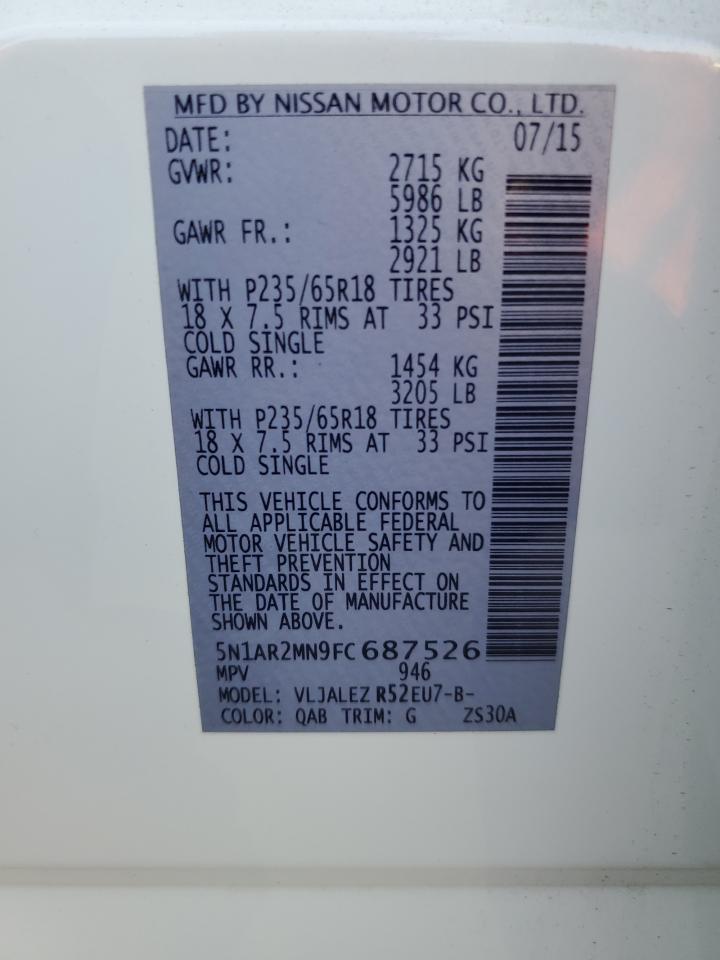 MFD BY NISSAN MOTOR CO., LTD.
DATE: 07/15
GVWR: 2715 KG
5986 LB
GAWR FR.: 1325 KG
2921 LB
WITH P235/65R18 TIRES
18 X 7.5 RIMS AT 33 PSI
COLD SINGLE
GAWR RR.: 1454 KG
3205 LB
WITH P235/65R18 TIRES
18 X 7.5 RIMS AT 33 PSI
COLD SINGLE
THIS VEHICLE CONFORMS TO
ALL APPLICABLE FEDERAL
MOTOR VEHICLE SAFETY AND
THEFT PREVENTION
STANDARDS IN EFFECT ON
THE DATE OF MANUFACTURE
SHOWN ABOVE.
5N1AR2MN9FC687526
MPV 946
MODEL: VLJALEZ R52EU7-B-
COLOR: QAB TRIM: G ZS30A